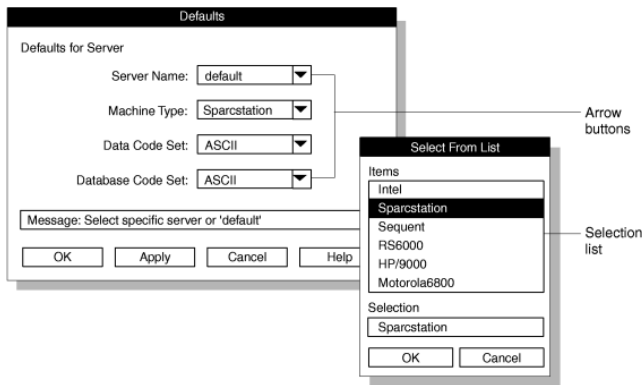 Defaults
Defaults for Server
Server Name: default
Machine Type: Sparcstation
Data Code Set: ASCII
Database Code Set: ASCII
Message: Select specific server or 'default'
OK Apply Cancel Help
Arrow
buttons
Select From List
Items
Intel
Sparcstation
Sequent
RS6000
HP/9000
Motorola6800
Selection
Sparcstation
OK Cancel
Selection
list